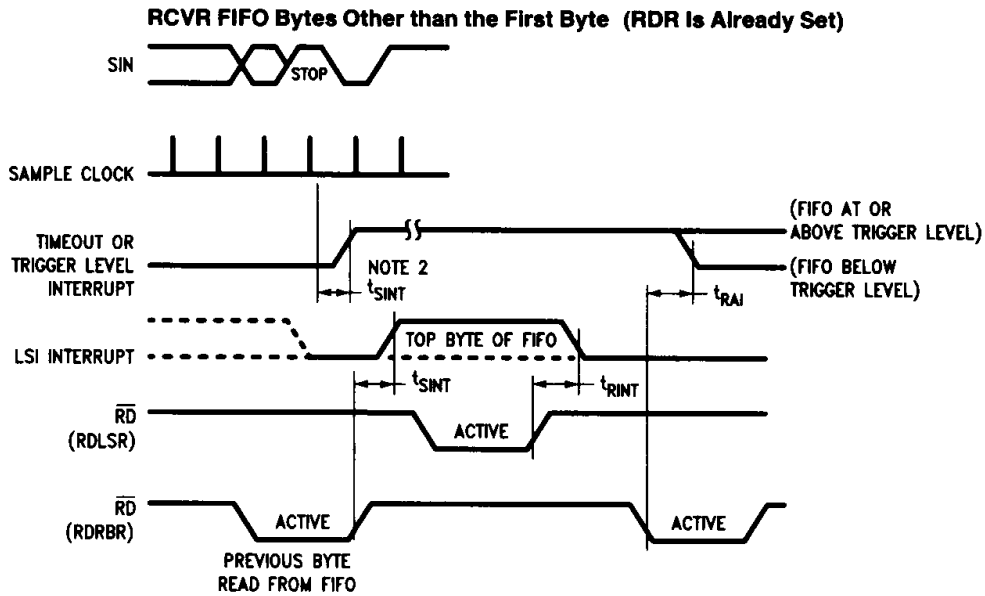 RCVR FIFO Bytes Other than the First Byte (RDR Is Already Set)
SIN
STOP
SAMPLE CLOCK
TIMEOUT OR
TRIGGER LEVEL
INTERRUPT
NOTE 2
tSINT
(FIFO AT OR
ABOVE TRIGGER LEVEL)
(FIFO BELOW
TRIGGER LEVEL)
tRAI
LSI INTERRUPT
TOP BYTE OF FIFO
tSINT
tRINT
RD
(RDLSR)
ACTIVE
RD
(RDRBR)
ACTIVE
ACTIVE
PREVIOUS BYTE
READ FROM FIFO